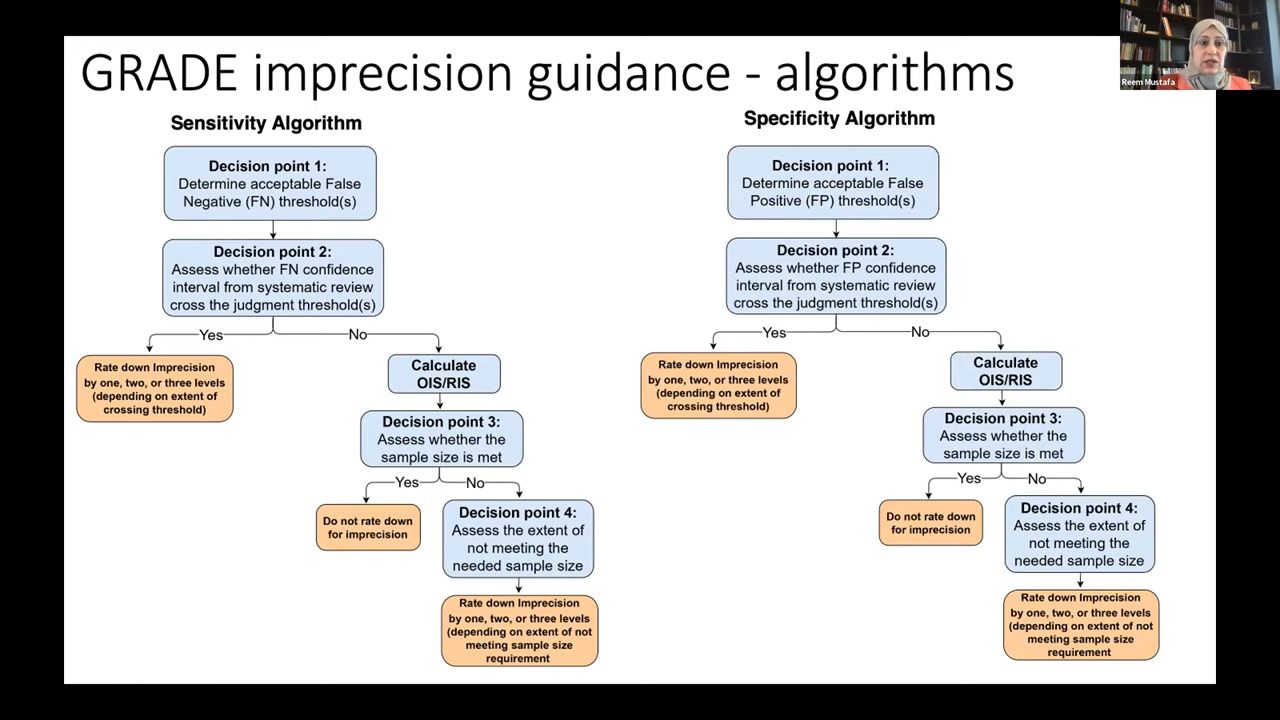 GRADE imprecision guidance - algorithms
Reem Mustafa
Sensitivity Algorithm
Decision point 1:
Determine acceptable False
Negative (FN) threshold(s)
Decision point 2:
Assess whether FN confidence
interval from systematic review
cross the judgment threshold(s)
Yes
No
Rate down Imprecision
by one, two, or three levels
(depending on extent of
crossing threshold)
Calculate
OIS/RIS
Decision point 3:
Assess whether the
sample size is met
Yes
No
Do not rate down
for imprecision
Decision point 4:
Assess the extent of
not meeting the
needed sample size
Rate down Imprecision
by one, two, or three levels
(depending on extent of not
meeting sample size
requirement
Specificity Algorithm
Decision point 1:
Determine acceptable False
Positive (FP) threshold(s)
Decision point 2:
Assess whether FP confidence
interval from systematic review
cross the judgment threshold(s)
Yes
No
Rate down Imprecision
by one, two, or three levels
(depending on extent of
crossing threshold)
Calculate
OIS/RIS
Decision point 3:
Assess whether the
sample size is met
Yes
No
Do not rate down
for imprecision
Decision point 4:
Assess the extent of
not meeting the
needed sample size
Rate down Imprecision
by one, two, or three levels
(depending on extent of not
meeting sample size
requirement